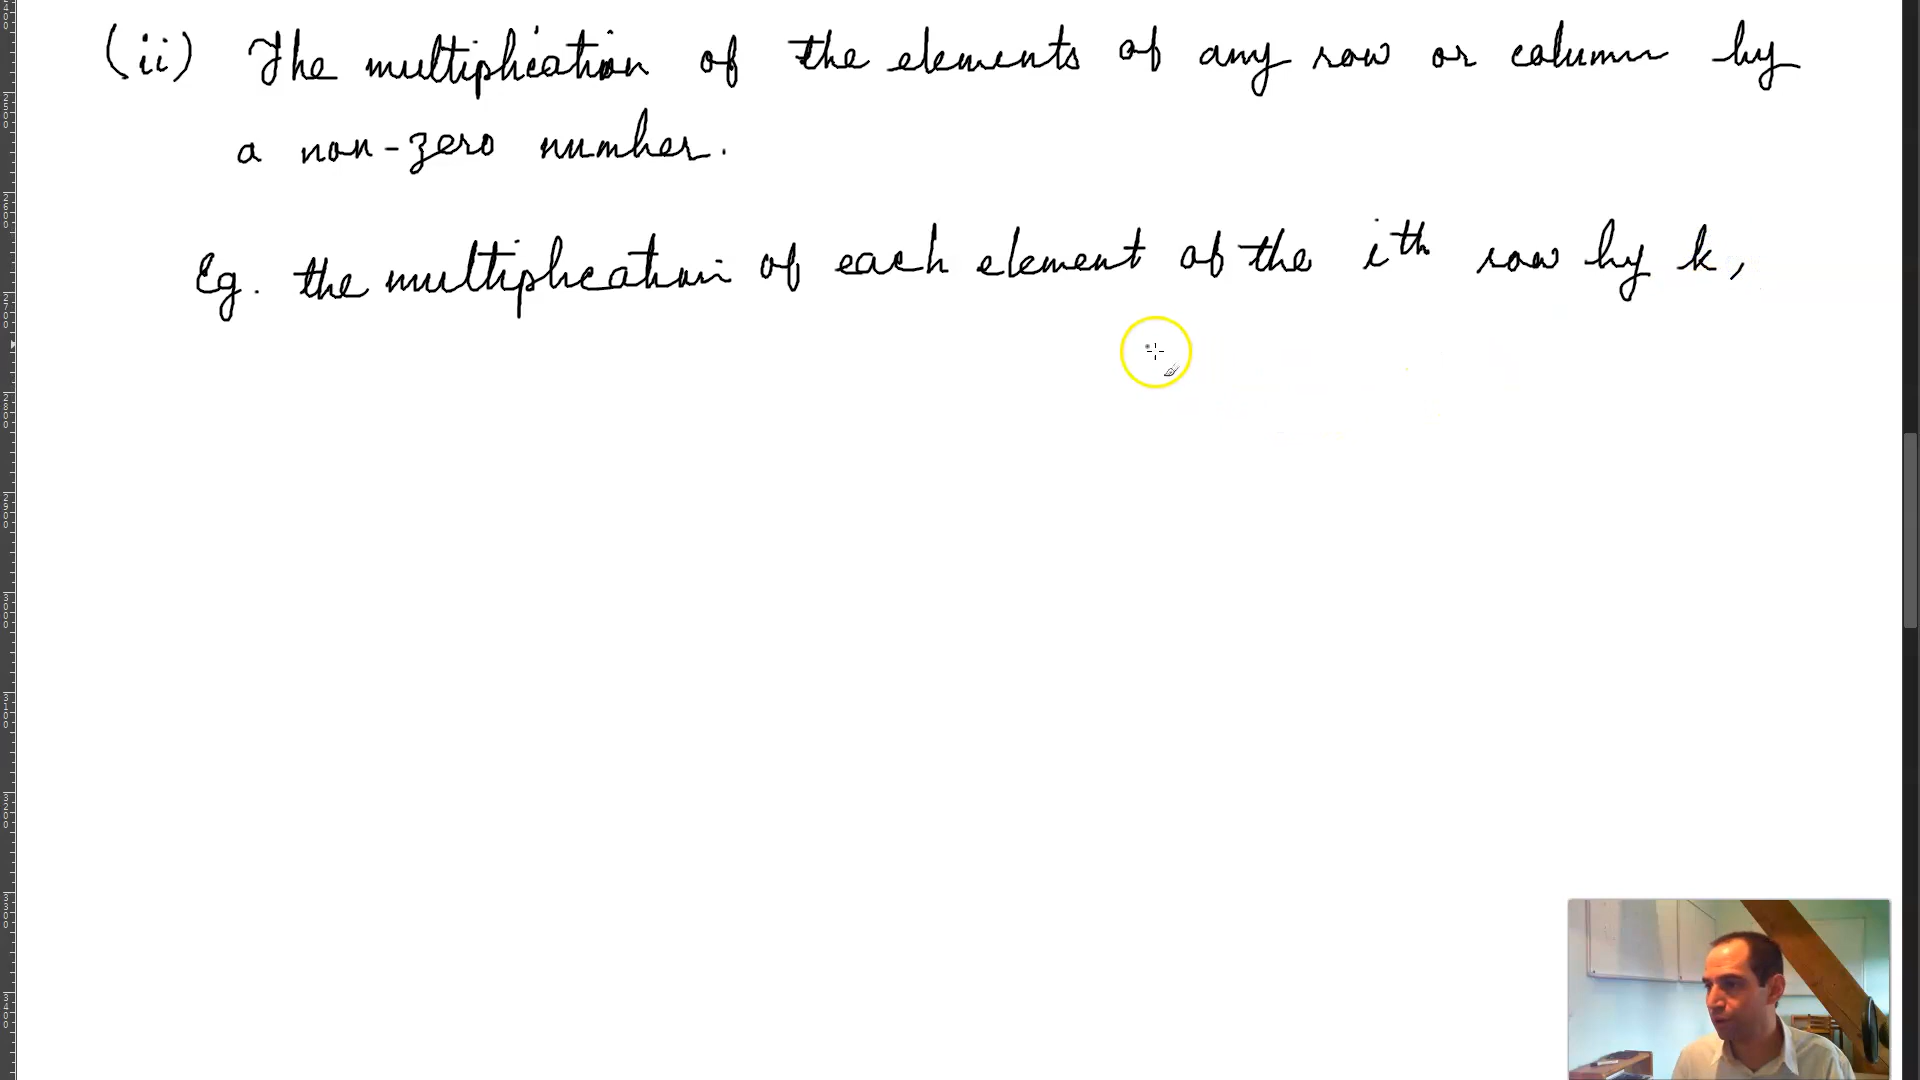 (ii) The multiplication of the elements of any row or column by
a non-zero number.
Eg. the multiplication of each element of the ith row by k,